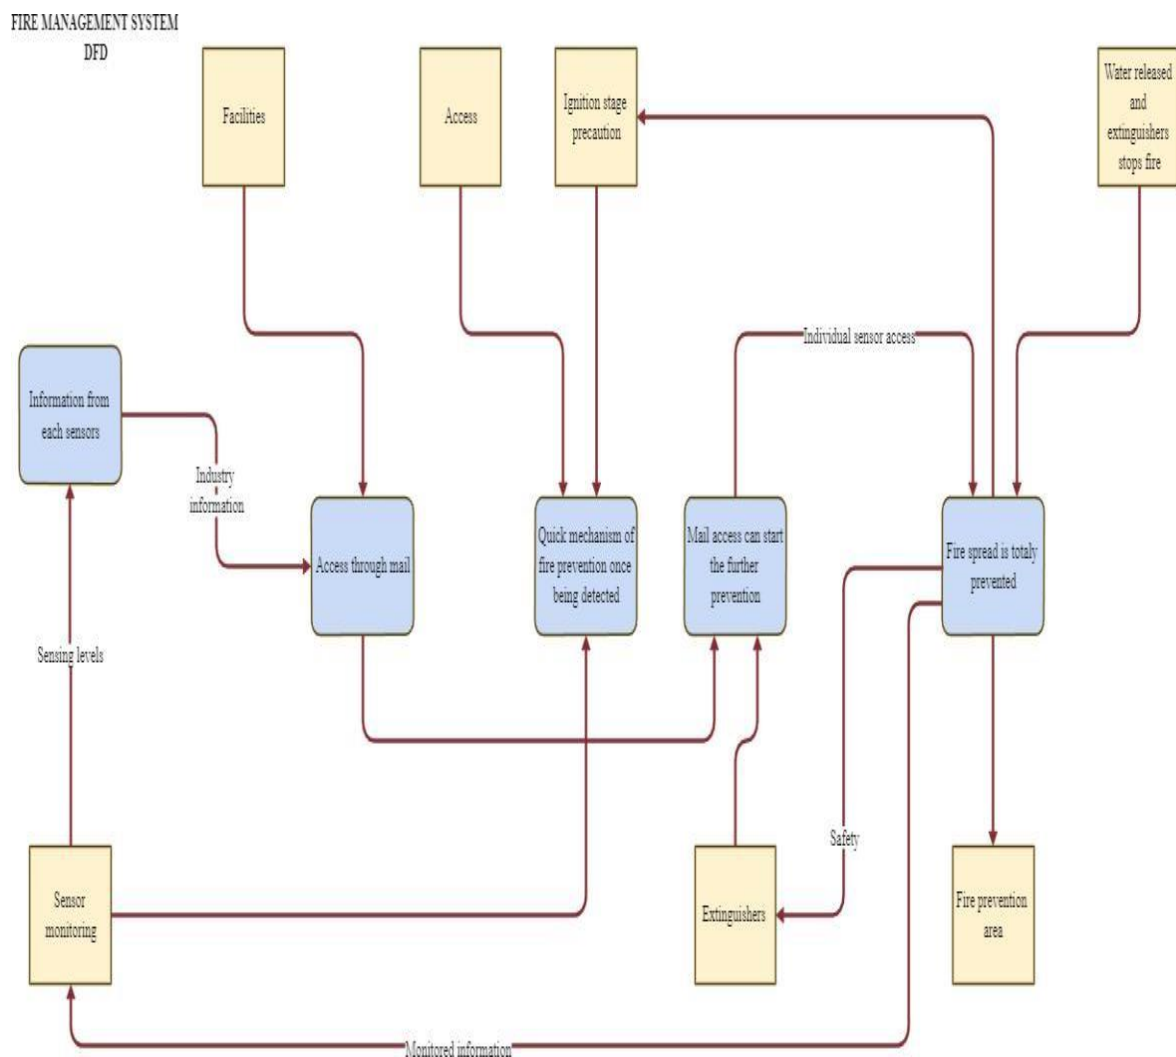 FIRE MANAGEMENT SYSTEM
DFD
Facilities
Access
Ignition stage
precaution
Water released
and
extinguishers
stops fire
Individual sensor access
Information from
each sensors
Industry
information
Access through mail
Quick mechanism of
fire prevention once
being detected
Mail access can start
the further
prevention
Fire spread is totaly
prevented
Sensing levels
Safety
Sensor
monitoring
Extinguishers
Fire prevention
area
Monitored information